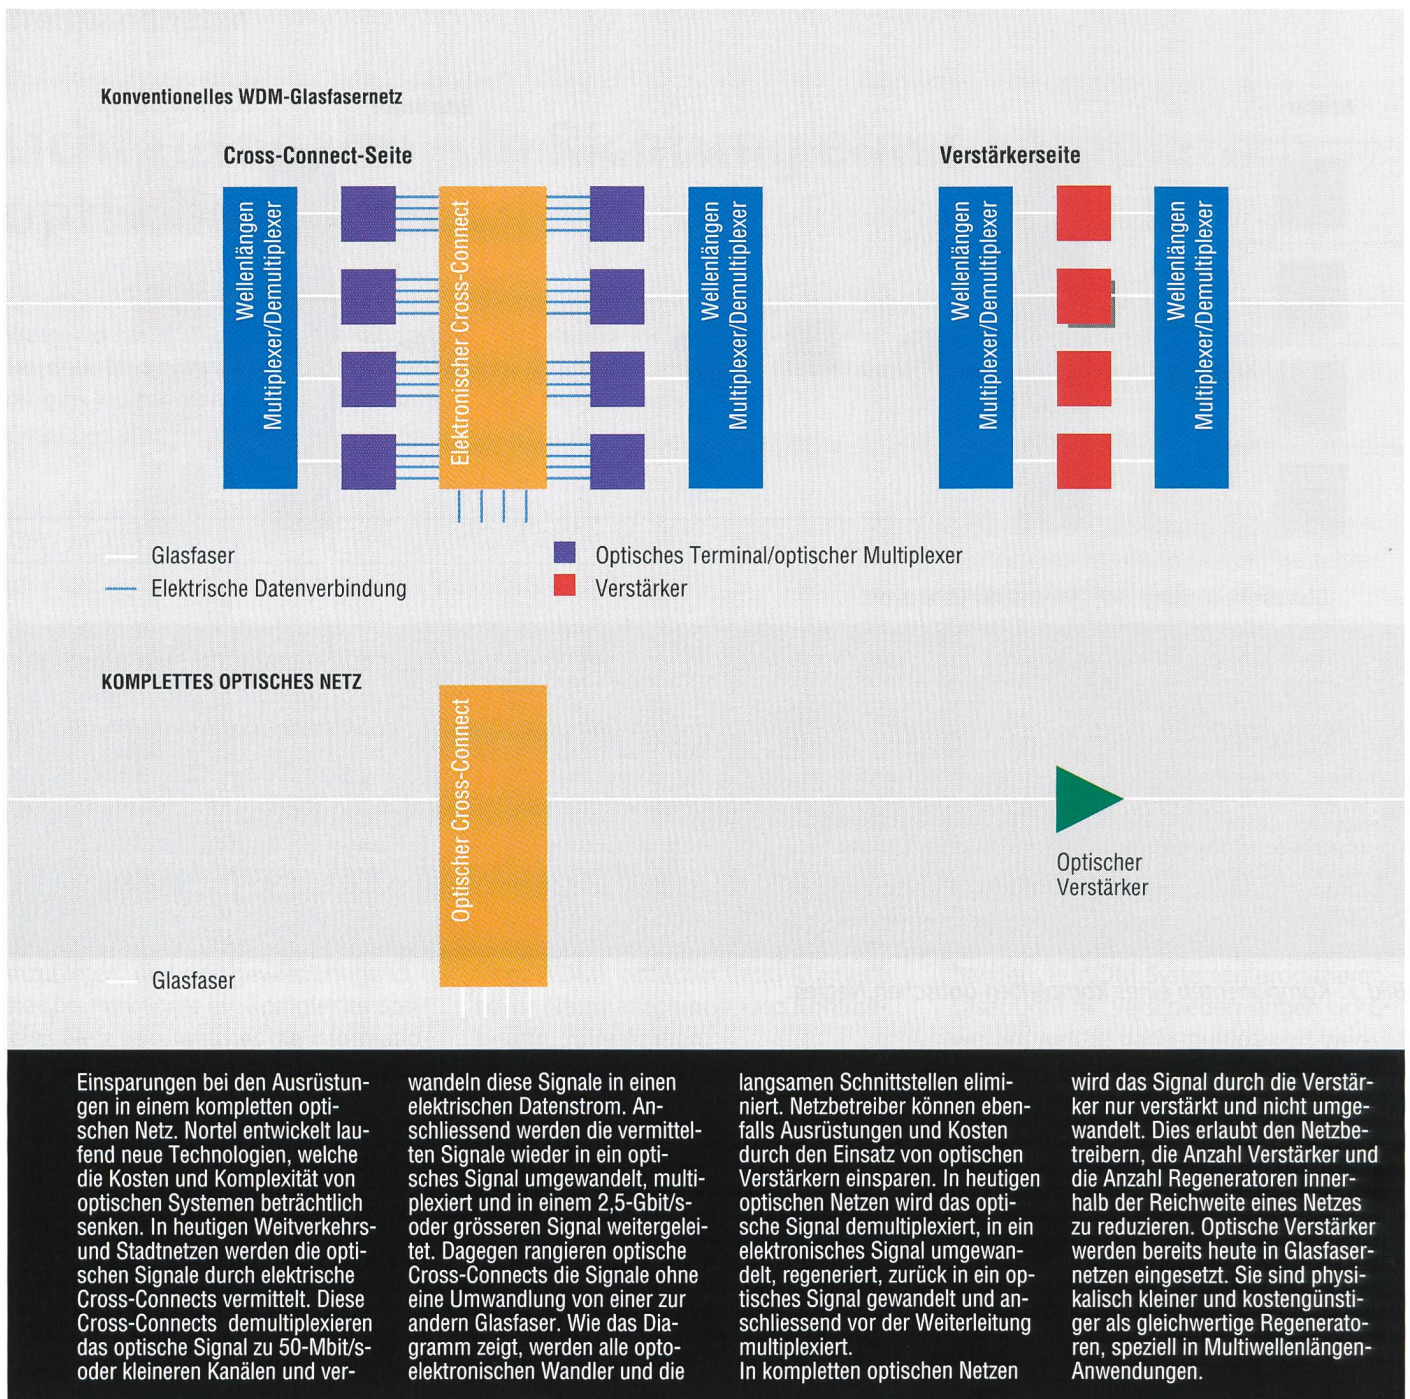 Konventionelles WDM-Glasfasernetz
Cross-Connect-Seite
Verstärkerseite
Wellenlängen
Multiplexer/Demultiplexer
Elektronischer Cross-Connect
Wellenlängen
Multiplexer/Demultiplexer
Wellenlängen
Multiplexer/Demultiplexer
Wellenlängen
Multiplexer/Demultiplexer
Glasfaser
Elektrische Datenverbindung
Optisches Terminal/optischer Multiplexer
Verstärker
KOMPLETTES OPTISCHES NETZ
Optischer Cross-Connect
Optischer
Verstärker
Glasfaser
Einsparungen bei den Ausrüstun-
gen in einem kompletten opti-
schen Netz. Nortel entwickelt lau-
fend neue Technologien, welche
die Kosten und Komplexität von
optischen Systemen beträchtlich
senken. In heutigen Weitverkehrs-
und Stadtnetzen werden die opti-
schen Signale durch elektrische
Cross-Connects vermittelt. Diese
Cross-Connects demultiplexieren
das optische Signal zu 50-Mbit/s-
oder kleineren Kanälen und ver-
wandeln diese Signale in einen
elektrischen Datenstrom. An-
schliessend werden die vermittel-
ten Signale wieder in ein opti-
sches Signal umgewandelt, multi-
plexiert und in einem 2,5-Gbit/s-
oder grösseren Signal weitergelei-
tet. Dagegen rangieren optische
Cross-Connects die Signale ohne
eine Umwandlung von einer zur
andern Glasfaser. Wie das Dia-
gramm zeigt, werden alle opto-
elektronischen Wandler und die
langsamen Schnittstellen elimi-
niert. Netzbetreiber können eben-
falls Ausrüstungen und Kosten
durch den Einsatz von optischen
Verstärkern einsparen. In heutigen
optischen Netzen wird das opti-
sche Signal demultiplexiert, in ein
elektronisches Signal umgewan-
delt, regeneriert, zurück in ein op-
tisches Signal gewandelt und an-
schliessend vor der Weiterleitung
multiplexiert.
In kompletten optischen Netzen
wird das Signal durch die Verstär-
ker nur verstärkt und nicht umge-
wandelt. Dies erlaubt den Netzbe-
treibern, die Anzahl Verstärker und
die Anzahl Regeneratoren inner-
halb der Reichweite eines Netzes
zu reduzieren. Optische Verstärker
werden bereits heute in Glasfaser-
netzen eingesetzt. Sie sind physi-
kalisch kleiner und kostengünsti-
ger als gleichwertige Regenerato-
ren, speziell in Multiwellenlängen-
Anwendungen.